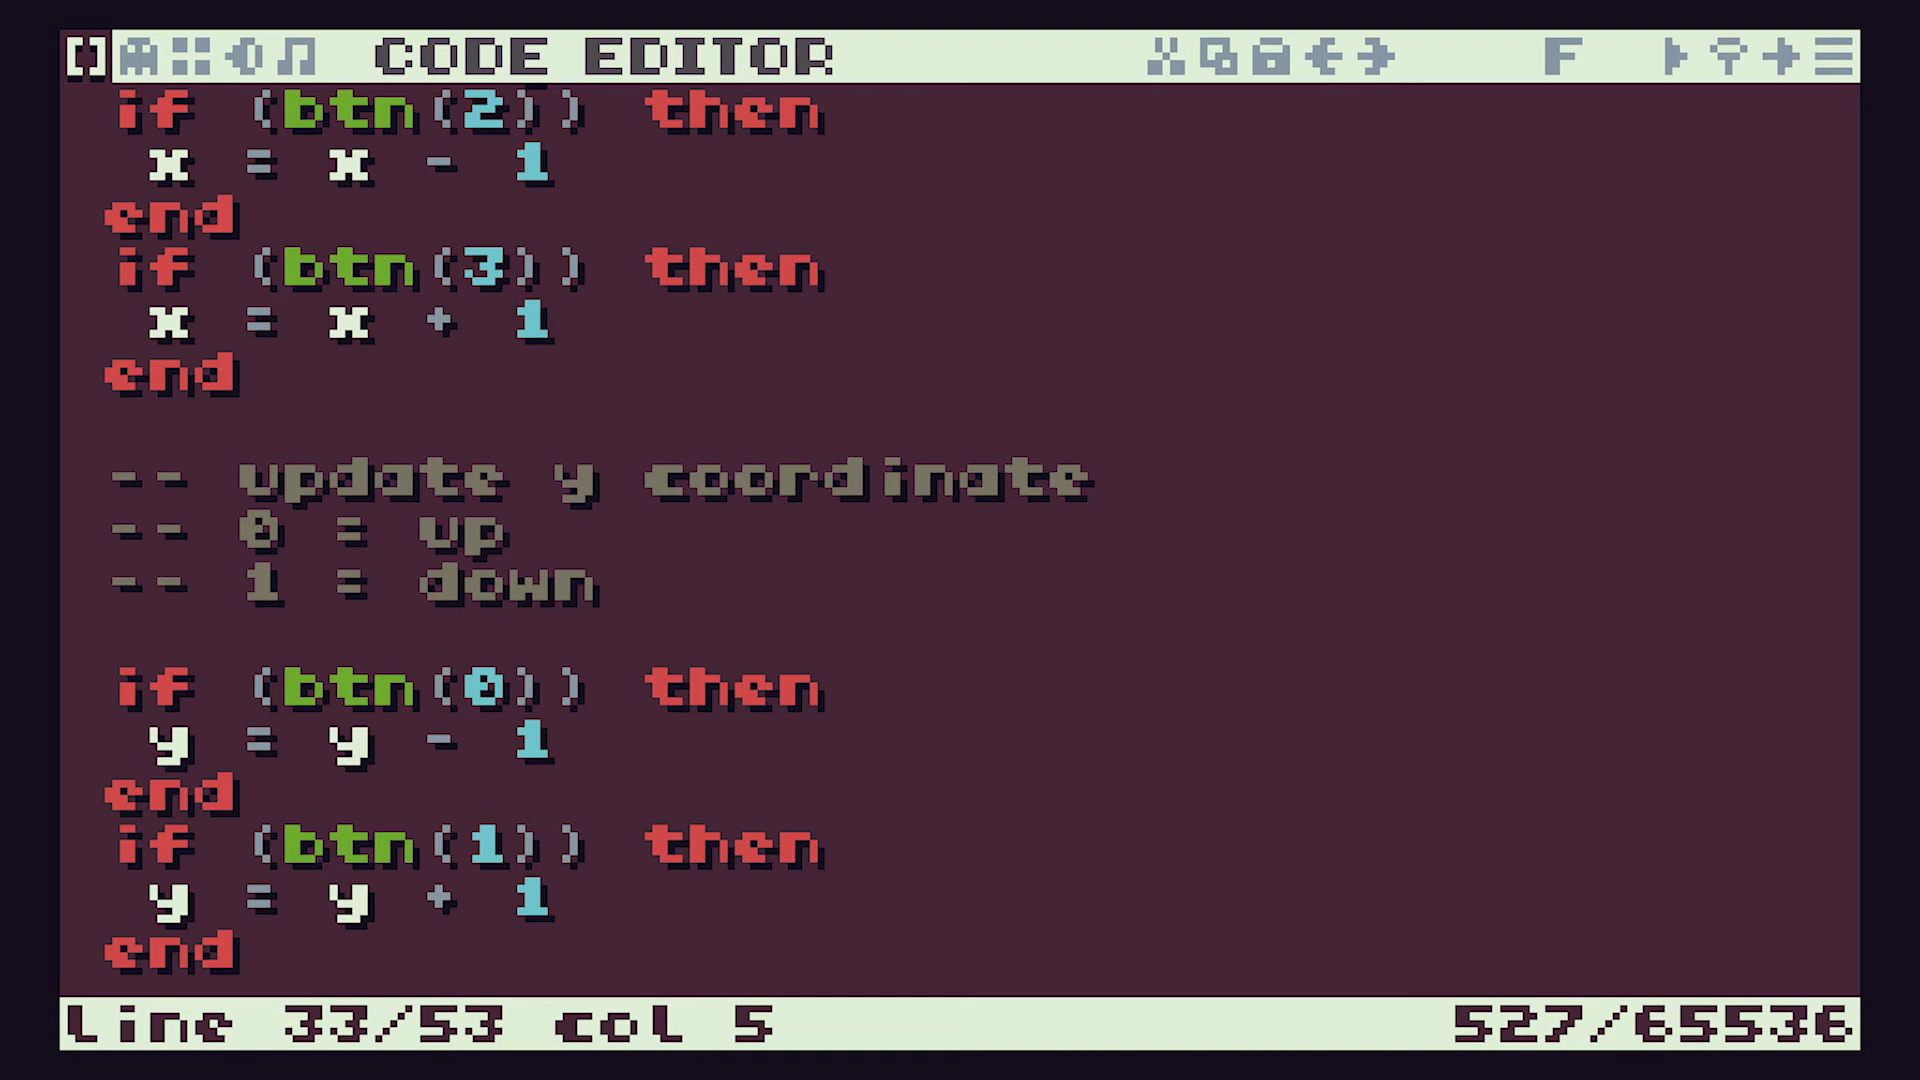 CODE EDITOR F
if (btn(2)) then
x = x - 1
end
if (btn(3)) then
x = x + 1
end
-- update y coordinate
-- 0 = up
-- 1 = down
if (btn(0)) then
y = y - 1
end
if (btn(1)) then
y = y + 1
end
line 33/53 col 5 527/65536